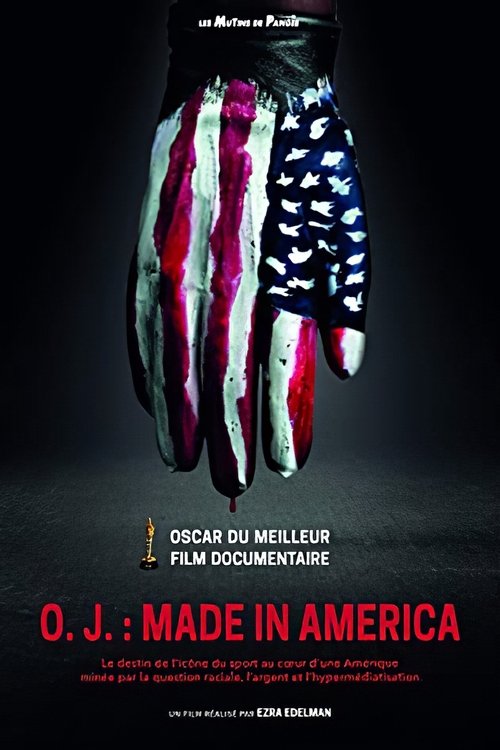 Les Mutins de Pangée
OSCAR DU MEILLEUR
FILM DOCUMENTAIRE
O. J. : MADE IN AMERICA
Le destin de l'icône du sport au cœur d'une Amérique
minée par la question raciale, l'argent et l'hypermédiatisation.
UN FILM RÉALISÉ PAR EZRA EDELMAN